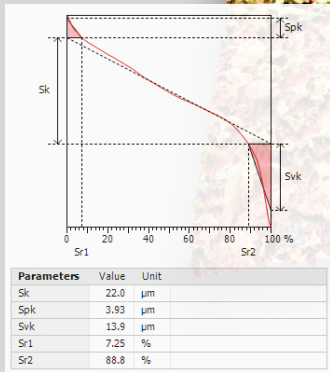 Spk
Sk
Svk
0 20 40 60 80 100 %
Sr1 Sr2
Parameters Value Unit
Sk 22.0 µm
Spk 3.93 µm
Svk 13.9 µm
Sr1 7.25 %
Sr2 88.8 %